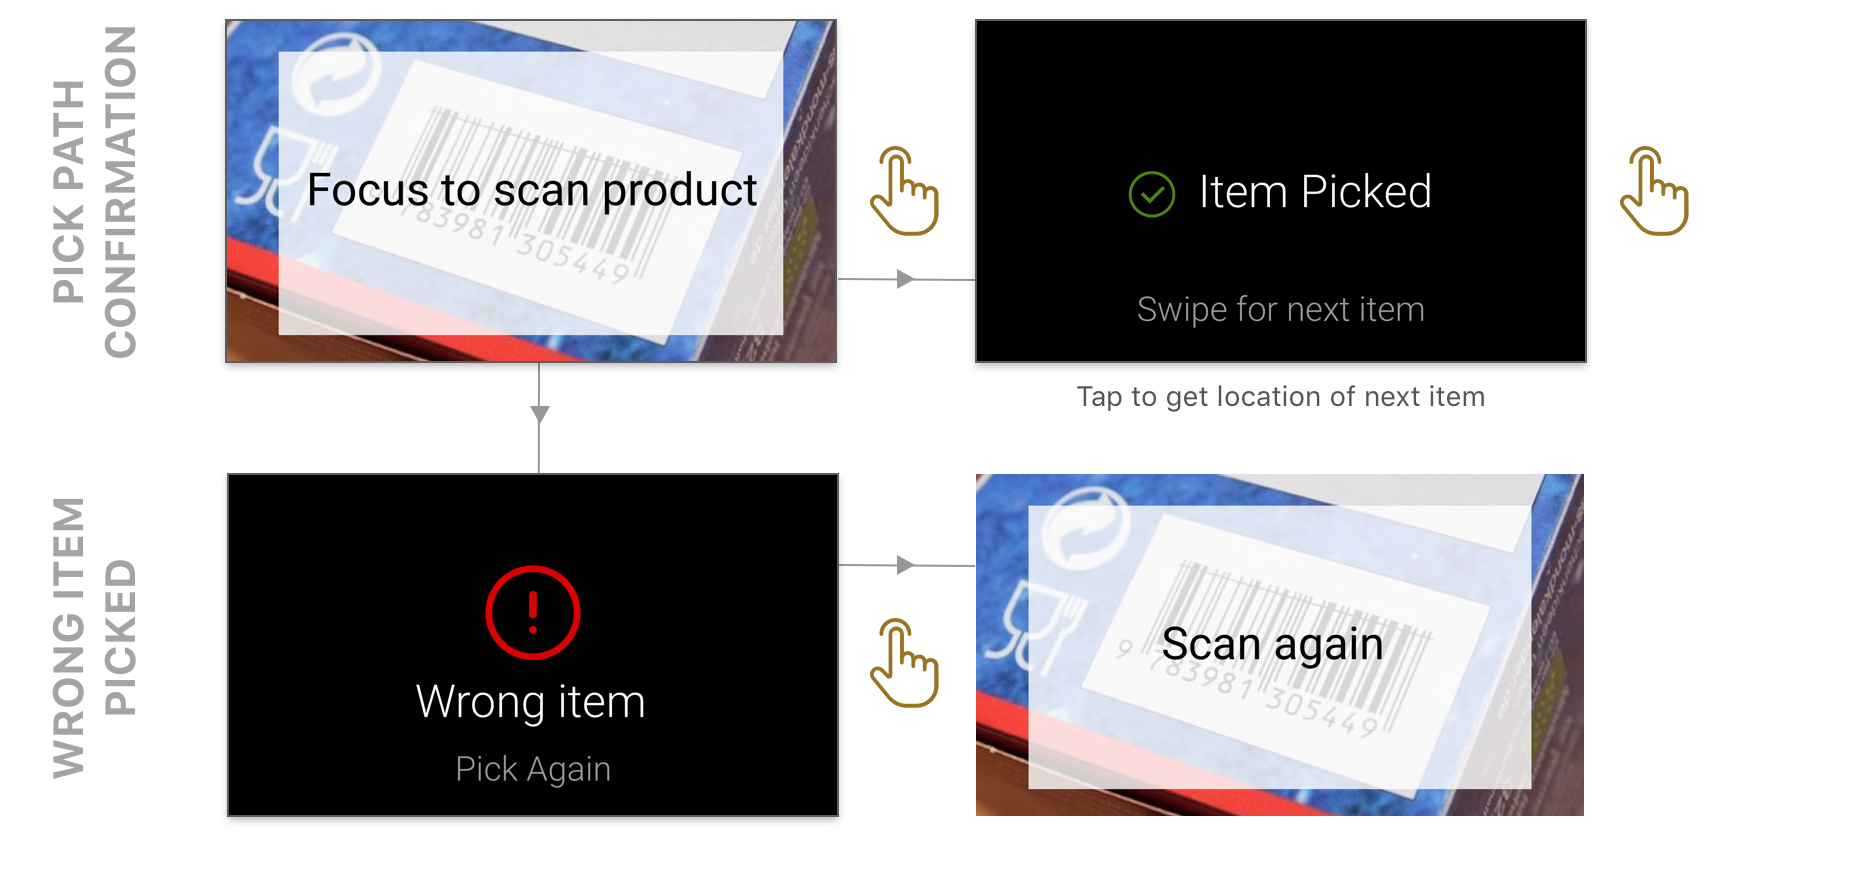 PICK PATH
CONFIRMATION
Focus to scan product
783981 305449
Item Picked
Swipe for next item
Tap to get location of next item
WRONG ITEM
PICKED
Wrong item
Pick Again
Scan again
9 783981 305449